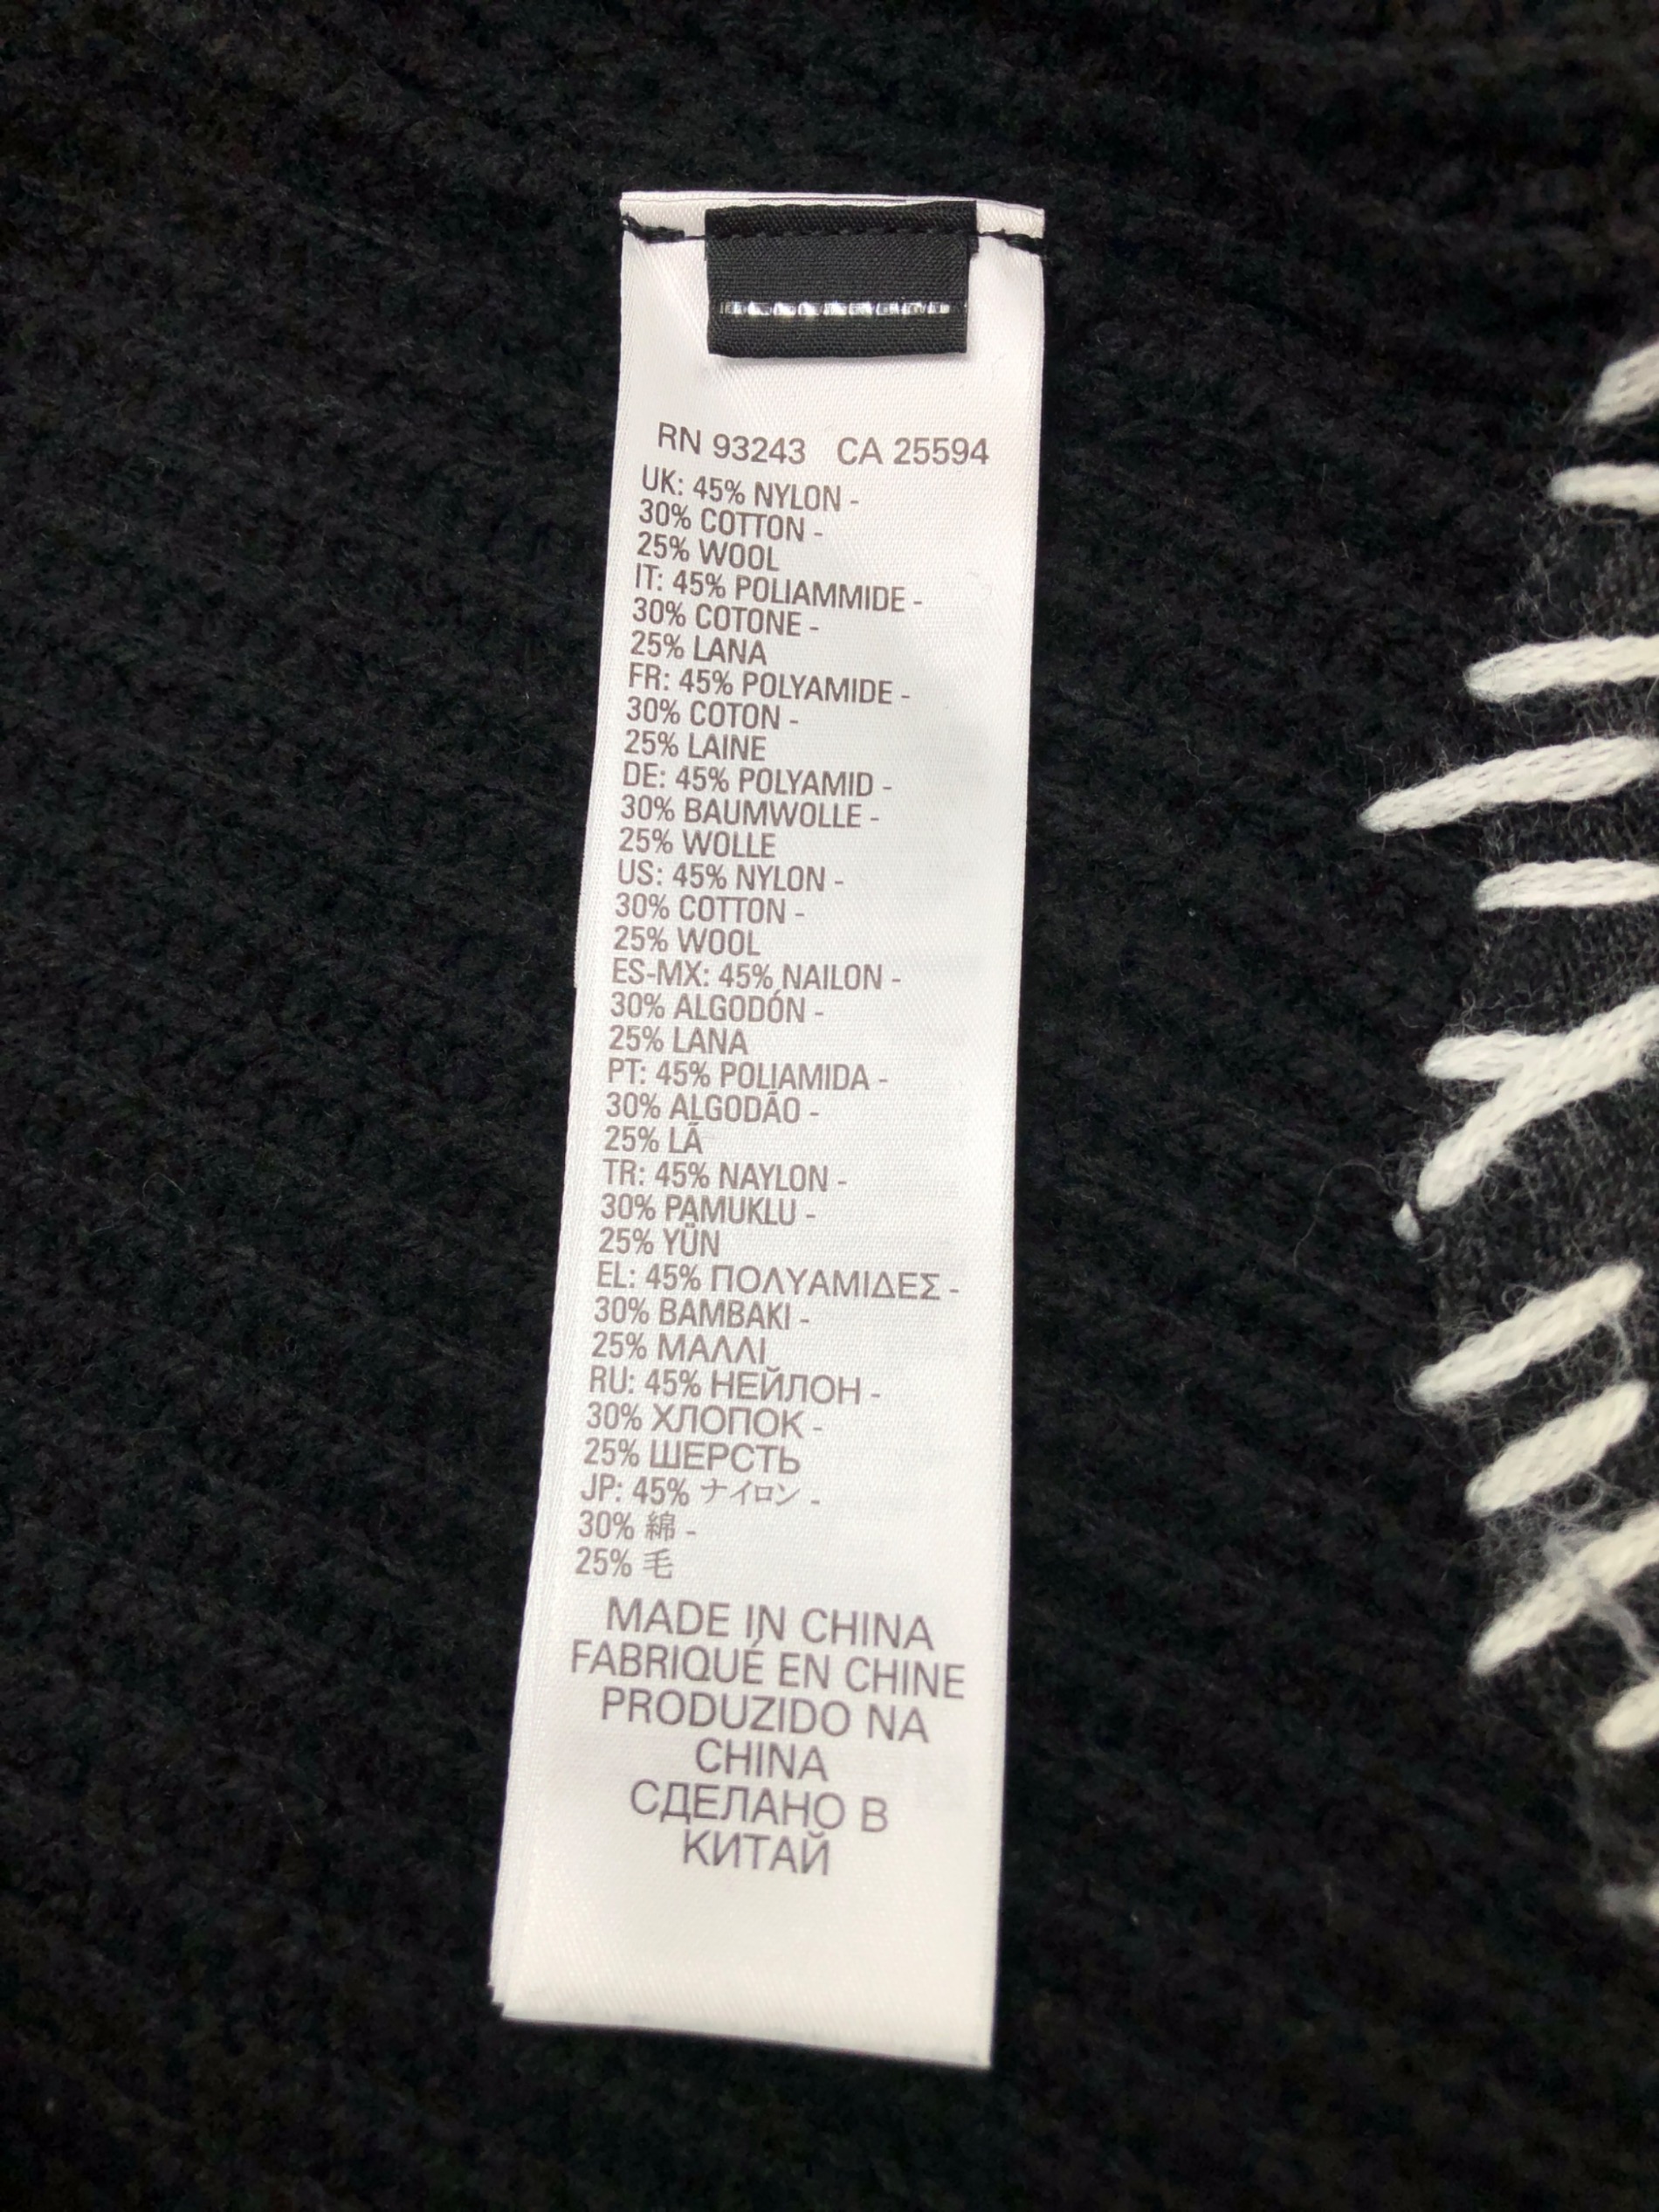 RN 93243 CA 25594
UK: 45% NYLON -
30% COTTON -
25% WOOL
IT: 45% POLIAMMIDE -
30% COTONE -
25% LANA
FR: 45% POLYAMIDE -
30% COTON -
25% LAINE
DE: 45% POLYAMID -
30% BAUMWOLLE -
25% WOLLE
US: 45% NYLON -
30% COTTON -
25% WOOL
ES-MX: 45% NAILON -
30% ALGODÓN -
25% LANA
PT: 45% POLIAMIDA -
30% ALGODÃO -
25% LÃ
TR: 45% NAYLON -
30% PAMUKLU -
25% YÜN
EL: 45% ΠΟΛΥΑΜΙΔΕΣ -
30% ΒΑΜΒΑΚΙ -
25% ΜΑΛΛΙ
RU: 45% НЕЙЛОН -
30% ХЛОПОК -
25% ШЕРСТЬ
JP: 45% ナイロン -
30% 綿 -
25% 毛
MADE IN CHINA
FABRIQUÉ EN CHINE
PRODUZIDO NA
CHINA
СДЕЛАНО В
КИТАЙ